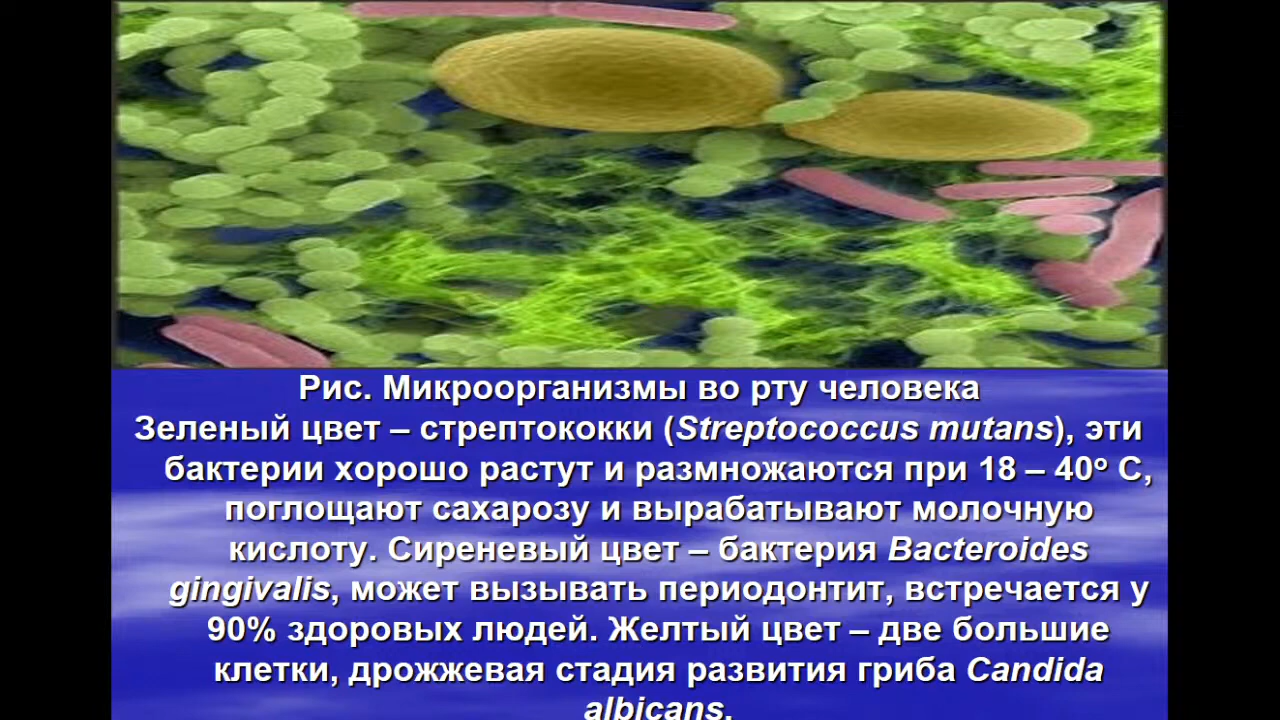 Рис. Микроорганизмы во рту человека
Зеленый цвет – стрептококки (Streptococcus mutans), эти
бактерии хорошо растут и размножаются при 18 – 40º С,
поглощают сахарозу и вырабатывают молочную
кислоту. Сиреневый цвет – бактерия Bacteroides
gingivalis, может вызывать периодонтит, встречается у
90% здоровых людей. Желтый цвет – две большие
клетки, дрожжевая стадия развития гриба Candida
albicans.